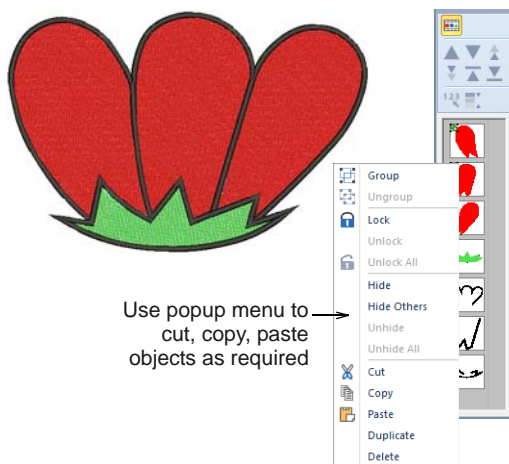 Group
Ungroup
Lock
Unlock
Unlock All
Hide
Hide Others
Unhide
Unhide All
Cut
Copy
Paste
Duplicate
Delete
Use popup menu to
cut, copy, paste
objects as required
123